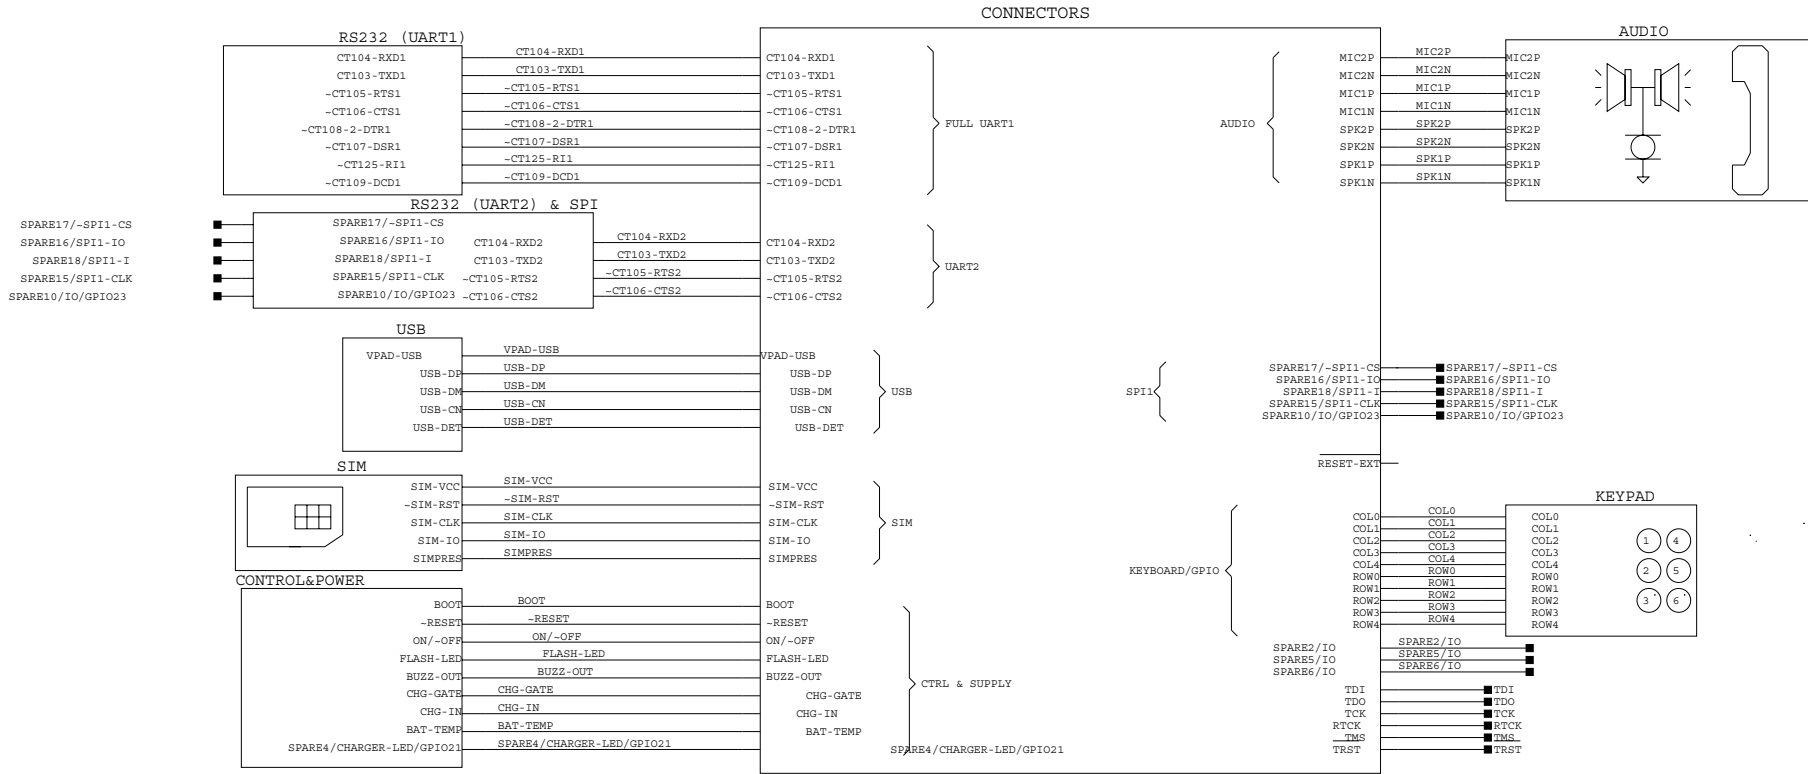 CONNECTORS
RS232 (UART1)
CT104-RXD1 CT104-RXD1 CT104-RXD1
CT103-TXD1 CT103-TXD1 CT103-TXD1
~CT105-RTS1 ~CT105-RTS1 ~CT105-RTS1
~CT106-CTS1 ~CT106-CTS1 ~CT106-CTS1
~CT108-2-DTR1 ~CT108-2-DTR1 ~CT108-2-DTR1
~CT107-DSR1 ~CT107-DSR1 ~CT107-DSR1
~CT125-RI1 ~CT125-RI1 ~CT125-RI1
~CT109-DCD1 ~CT109-DCD1 ~CT109-DCD1
FULL UART1
AUDIO
AUDIO
MIC2P MIC2P MIC2P
MIC2N MIC2N MIC2N
MIC1P MIC1P MIC1P
MIC1N MIC1N MIC1N
SPK2P SPK2P SPK2P
SPK2N SPK2N SPK2N
SPK1P SPK1P SPK1P
SPK1N SPK1N SPK1N
RS232 (UART2) & SPI
SPARE17/~SPI1-CS SPARE17/~SPI1-CS
SPARE16/SPI1-IO SPARE16/SPI1-IO CT104-RXD2 CT104-RXD2 CT104-RXD2
SPARE18/SPI1-I SPARE18/SPI1-I CT103-TXD2 CT103-TXD2 CT103-TXD2
SPARE15/SPI1-CLK SPARE15/SPI1-CLK ~CT105-RTS2 ~CT105-RTS2 ~CT105-RTS2
SPARE10/IO/GPIO23 SPARE10/IO/GPIO23 ~CT106-CTS2 ~CT106-CTS2 ~CT106-CTS2
UART2
USB
VPAD-USB VPAD-USB VPAD-USB
USB-DP USB-DP USB-DP
USB-DM USB-DM USB-DM
USB-CN USB-CN USB-CN
USB-DET USB-DET USB-DET
USB
SPI1
SPARE17/~SPI1-CS SPARE17/~SPI1-CS
SPARE16/SPI1-IO SPARE16/SPI1-IO
SPARE18/SPI1-I SPARE18/SPI1-I
SPARE15/SPI1-CLK SPARE15/SPI1-CLK
SPARE10/IO/GPIO23 SPARE10/IO/GPIO23
RESET-EXT
SIM
SIM-VCC SIM-VCC SIM-VCC
~SIM-RST ~SIM-RST ~SIM-RST
SIM-CLK SIM-CLK SIM-CLK
SIM-IO SIM-IO SIM-IO
SIMPRES SIMPRES SIMPRES
SIM
KEYBOARD/GPIO
KEYPAD
COL0 COL0 COL0
COL1 COL1 COL1
COL2 COL2 COL2
COL3 COL3 COL3
COL4 COL4 COL4
ROW0 ROW0 ROW0
ROW1 ROW1 ROW1
ROW2 ROW2 ROW2
ROW3 ROW3 ROW3
ROW4 ROW4 ROW4
1 4
2 5
3 6
CONTROL&POWER
BOOT BOOT BOOT
~RESET ~RESET ~RESET
ON/~OFF ON/~OFF ON/~OFF
FLASH-LED FLASH-LED FLASH-LED
BUZZ-OUT BUZZ-OUT BUZZ-OUT
CHG-GATE CHG-GATE CHG-GATE
CHG-IN CHG-IN CHG-IN
BAT-TEMP BAT-TEMP BAT-TEMP
SPARE4/CHARGER-LED/GPIO21 SPARE4/CHARGER-LED/GPIO21 SPARE4/CHARGER-LED/GPIO21
CTRL & SUPPLY
SPARE2/IO SPARE2/IO
SPARE5/IO SPARE5/IO
SPARE6/IO SPARE6/IO
TDI TDI
TDO TDO
TCK TCK
RTCK RTCK
TMS TMS
TRST TRST